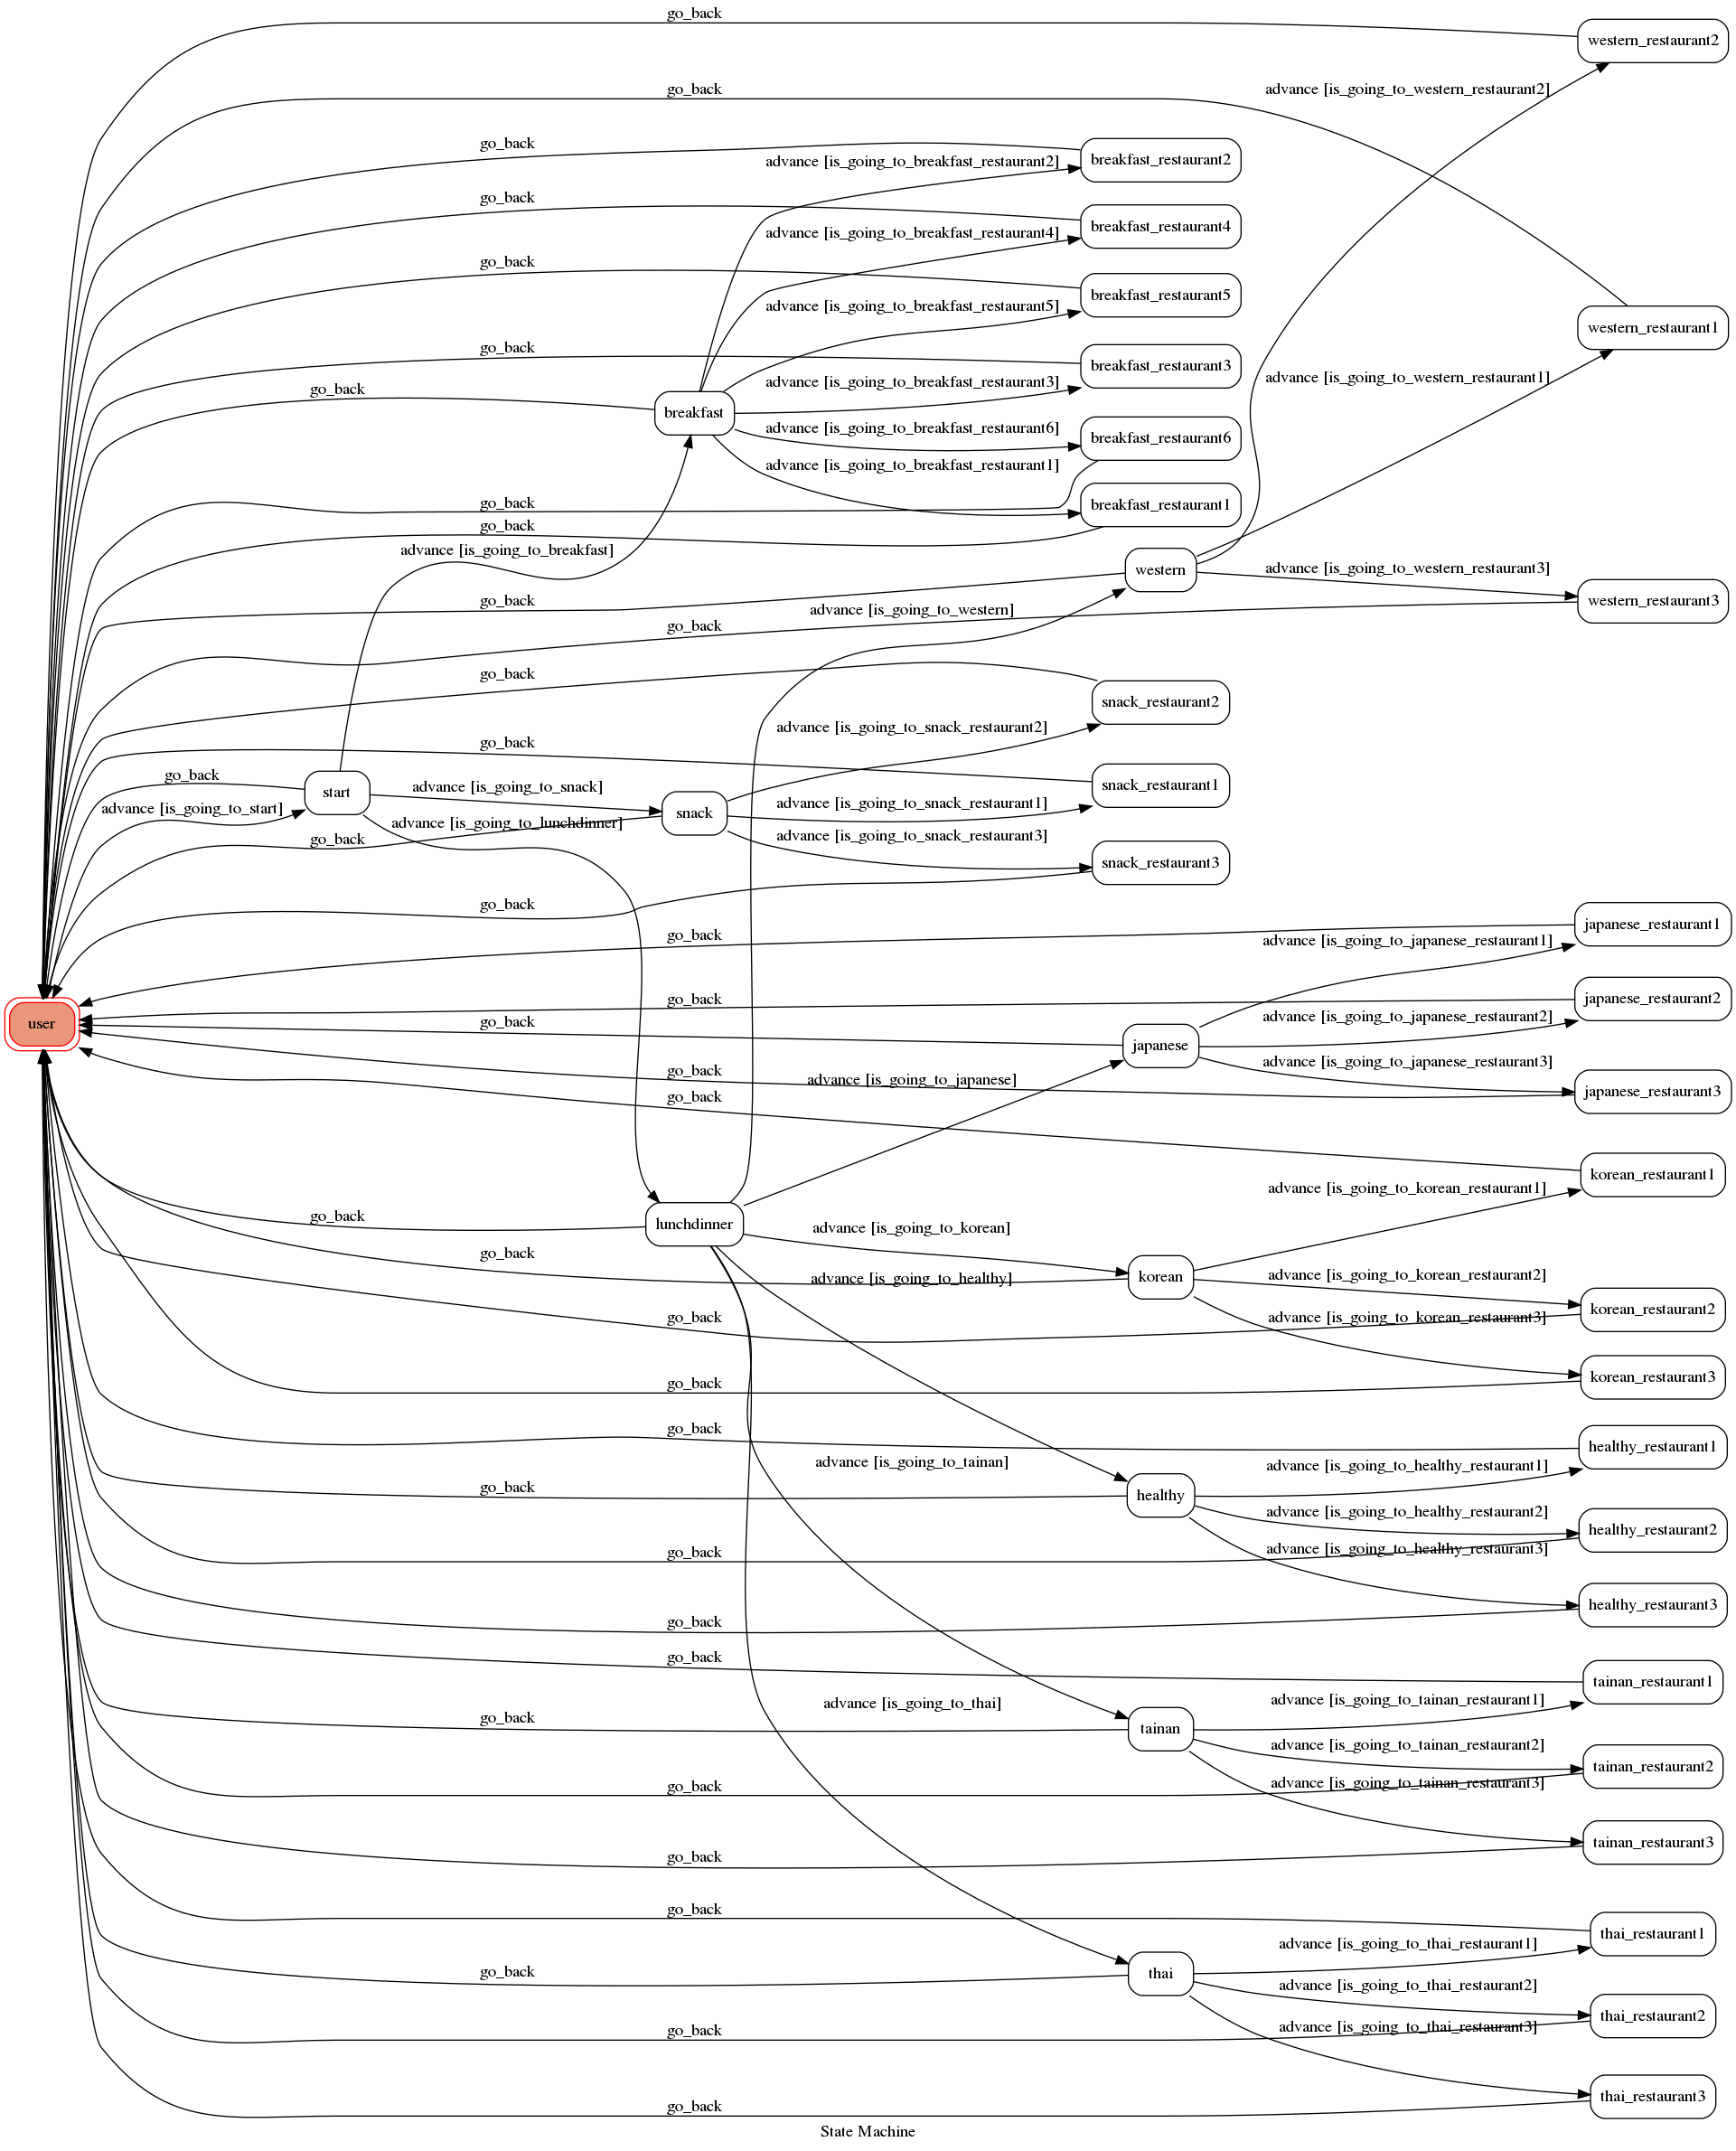 go_back
western_restaurant2
advance [is_going_to_western_restaurant2]
go_back
go_back
breakfast_restaurant2
advance [is_going_to_breakfast_restaurant2]
go_back
breakfast_restaurant4
advance [is_going_to_breakfast_restaurant4]
go_back
breakfast_restaurant5
advance [is_going_to_breakfast_restaurant5]
western_restaurant1
go_back
breakfast_restaurant3
advance [is_going_to_breakfast_restaurant3]
advance [is_going_to_western_restaurant1]
go_back
breakfast
advance [is_going_to_breakfast_restaurant6]
breakfast_restaurant6
advance [is_going_to_breakfast_restaurant1]
go_back
breakfast_restaurant1
go_back
advance [is_going_to_breakfast]
western
advance [is_going_to_western_restaurant3]
go_back
western_restaurant3
advance [is_going_to_western]
go_back
go_back
snack_restaurant2
advance [is_going_to_snack_restaurant2]
go_back
go_back
snack_restaurant1
start
advance [is_going_to_snack]
advance [is_going_to_start]
advance [is_going_to_snack_restaurant1]
snack
advance [is_going_to_lunchdinner]
go_back
advance [is_going_to_snack_restaurant3]
snack_restaurant3
go_back
japanese_restaurant1
go_back
advance [is_going_to_japanese_restaurant1]
go_back
japanese_restaurant2
advance [is_going_to_japanese_restaurant2]
user
go_back
japanese
advance [is_going_to_japanese_restaurant3]
go_back
advance [is_going_to_japanese]
japanese_restaurant3
go_back
korean_restaurant1
advance [is_going_to_korean_restaurant1]
go_back
lunchdinner
advance [is_going_to_korean]
go_back
advance [is_going_to_healthy]
korean
advance [is_going_to_korean_restaurant2]
korean_restaurant2
go_back
advance [is_going_to_korean_restaurant3]
go_back
korean_restaurant3
go_back
healthy_restaurant1
advance [is_going_to_tainan]
advance [is_going_to_healthy_restaurant1]
go_back
healthy
advance [is_going_to_healthy_restaurant2]
healthy_restaurant2
go_back
advance [is_going_to_healthy_restaurant3]
healthy_restaurant3
go_back
go_back
tainan_restaurant1
advance [is_going_to_thai]
advance [is_going_to_tainan_restaurant1]
go_back
tainan
advance [is_going_to_tainan_restaurant2]
tainan_restaurant2
go_back
advance [is_going_to_tainan_restaurant3]
tainan_restaurant3
go_back
go_back
thai_restaurant1
advance [is_going_to_thai_restaurant1]
go_back
thai
advance [is_going_to_thai_restaurant2]
thai_restaurant2
go_back
advance [is_going_to_thai_restaurant3]
thai_restaurant3
go_back
State Machine